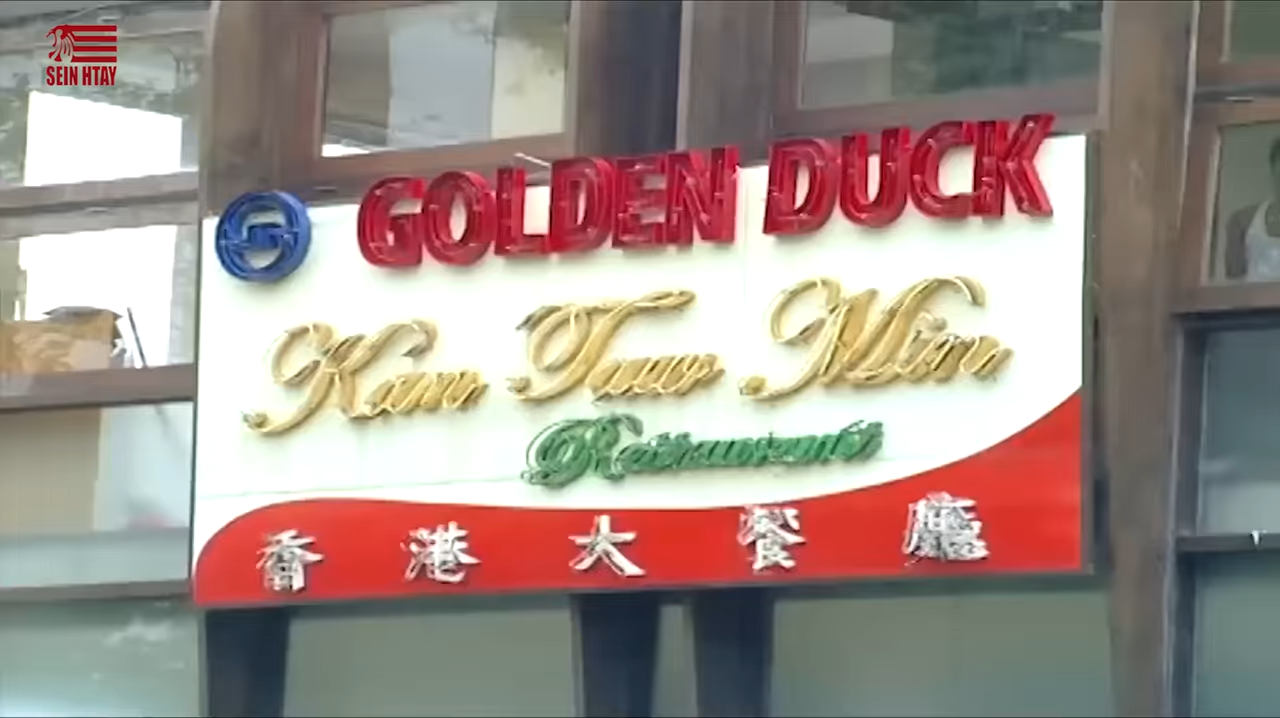 SEIN HTAY
GOLDEN DUCK
Kan Taw Min
Restaurant
香港大餐廳